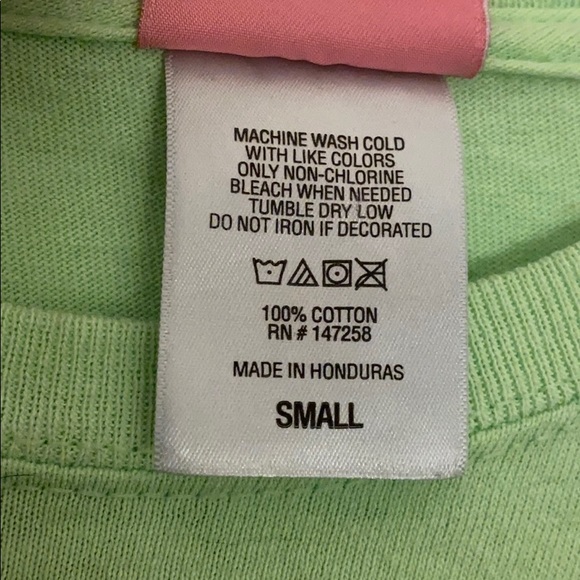 MACHINE WASH COLD
WITH LIKE COLORS
ONLY NON-CHLORINE
BLEACH WHEN NEEDED
TUMBLE DRY LOW
DO NOT IRON IF DECORATED
100% COTTON
RN # 147258
MADE IN HONDURAS
SMALL